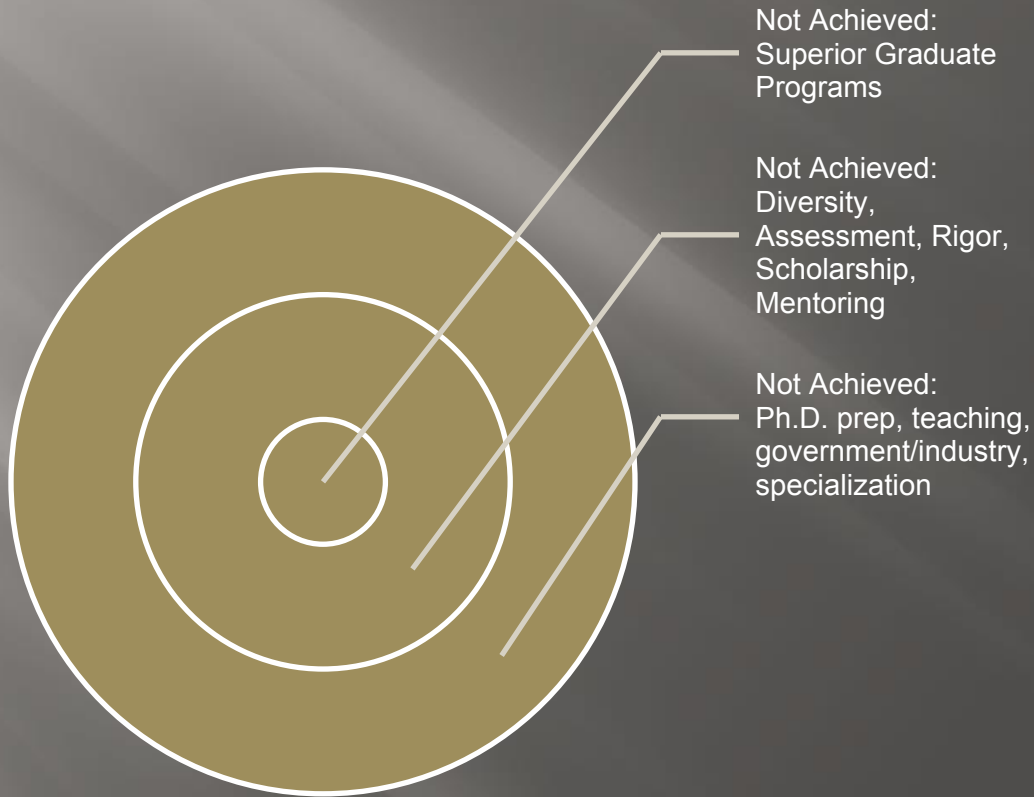 Not Achieved:
Superior Graduate
Programs
Not Achieved:
Diversity,
Assessment, Rigor,
Scholarship,
Mentoring
Not Achieved:
Ph.D. prep, teaching,
government/industry,
specialization